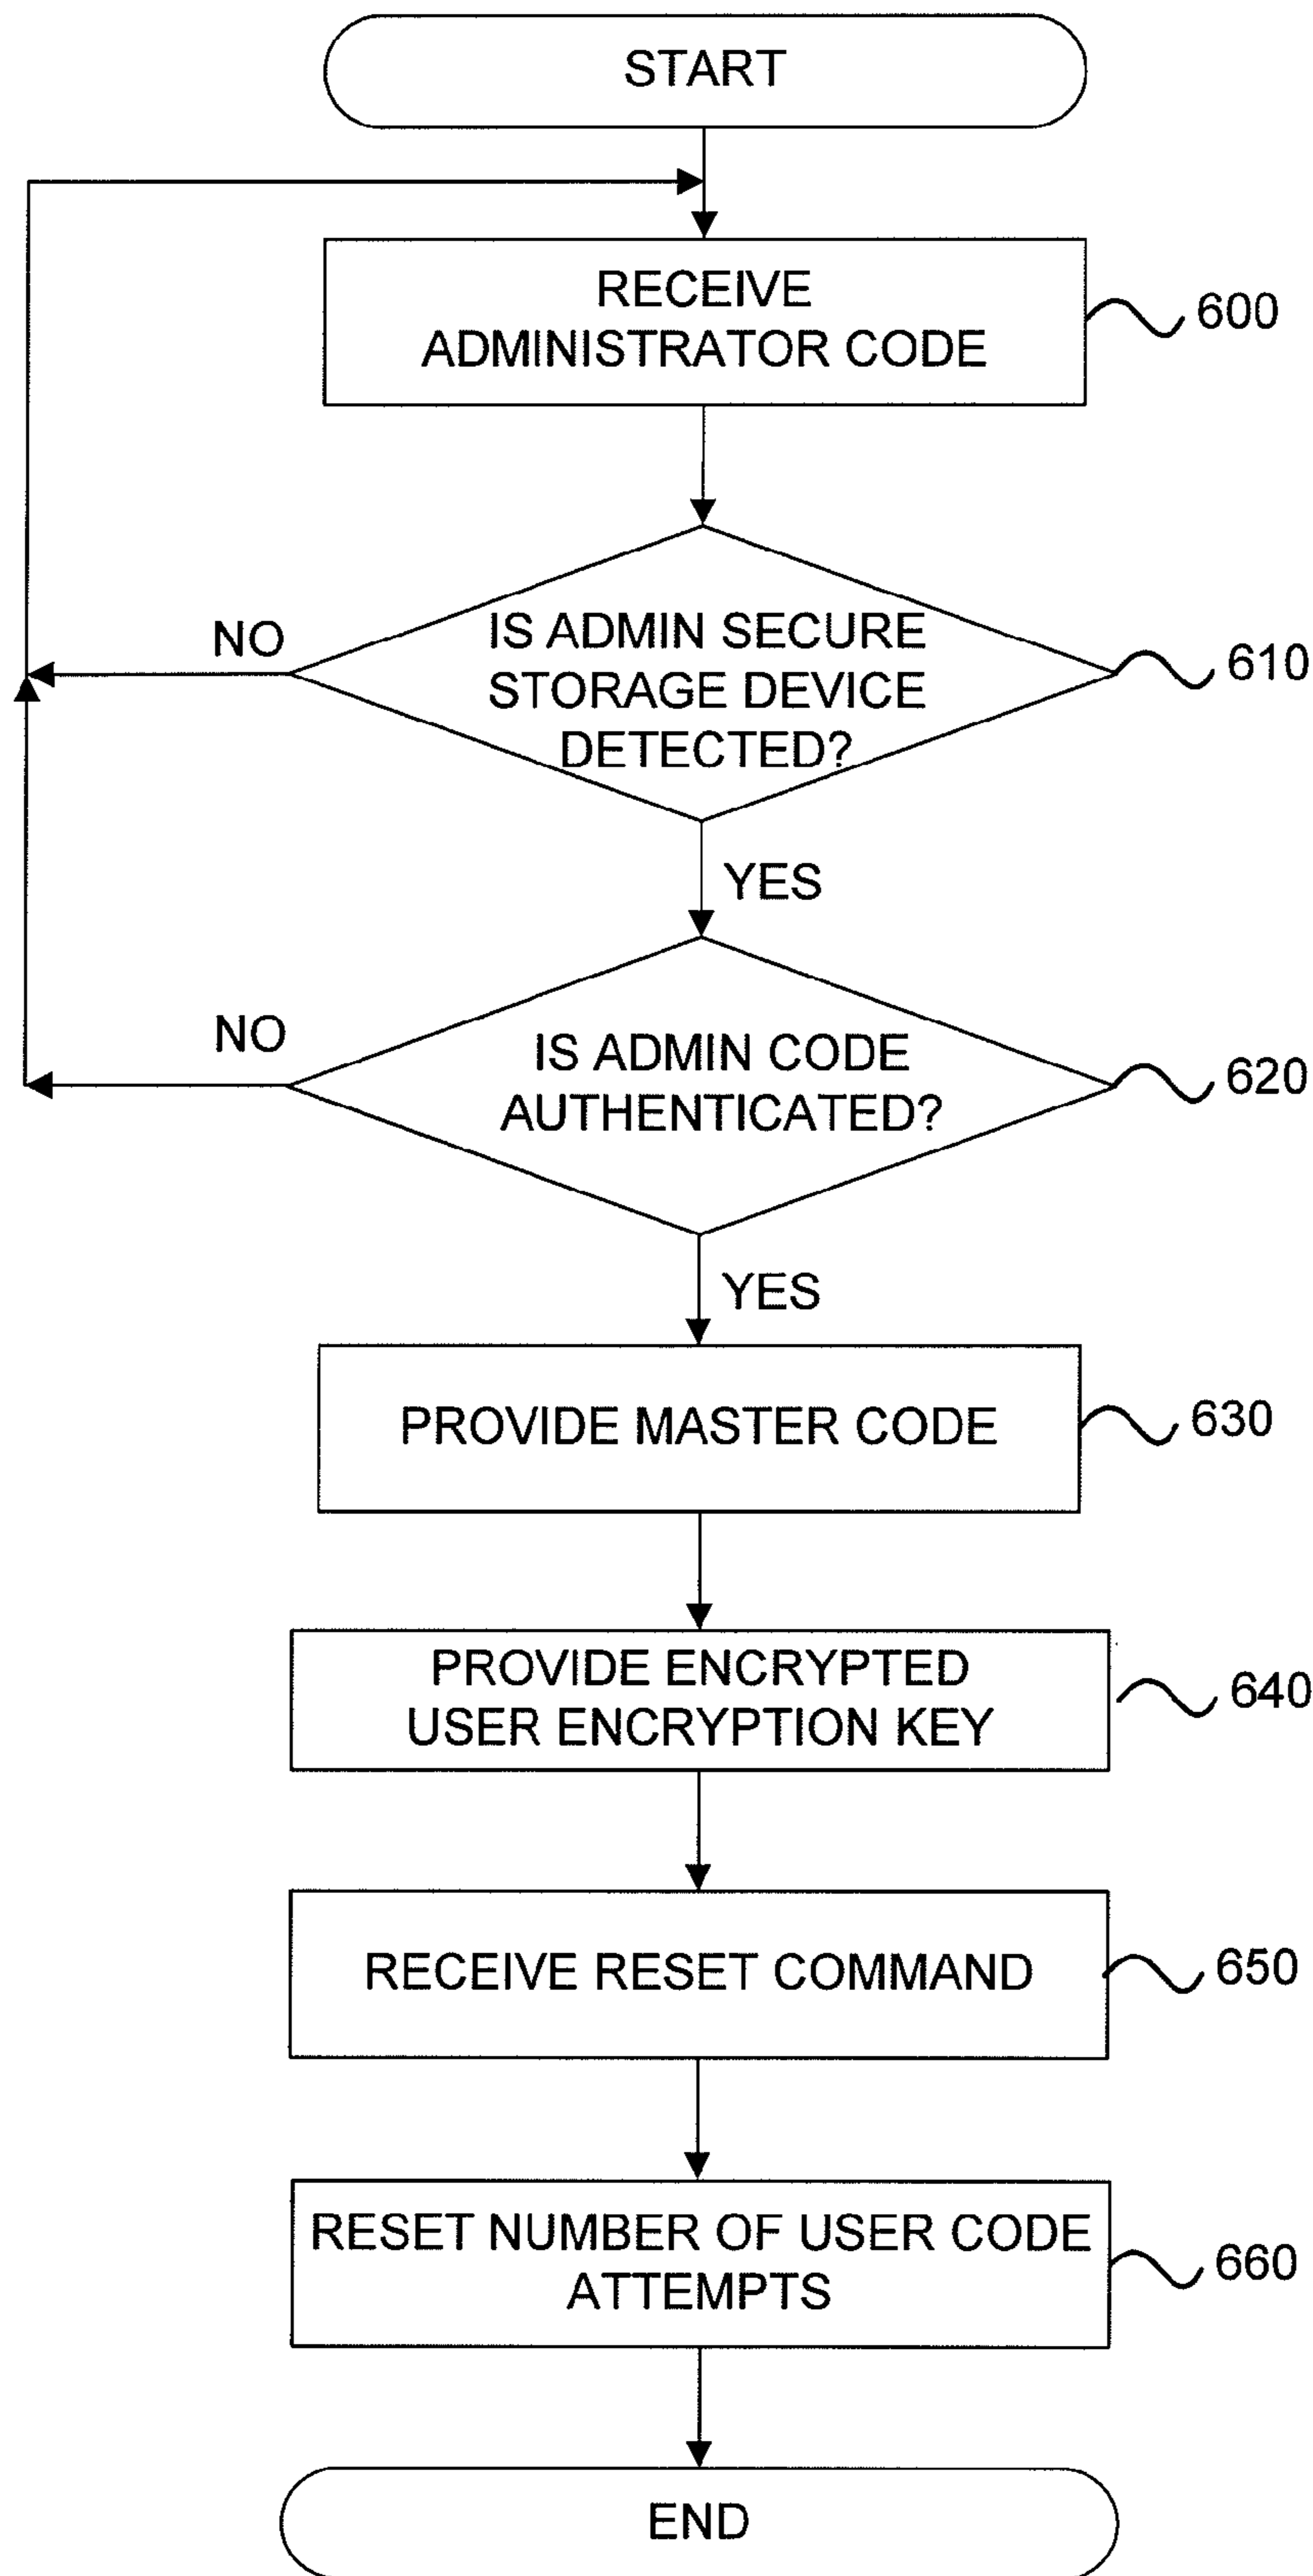 START
RECEIVE
ADMINISTRATOR CODE
600
IS ADMIN SECURE
STORAGE DEVICE
DETECTED?
610
NO
YES
IS ADMIN CODE
AUTHENTICATED?
620
NO
YES
PROVIDE MASTER CODE
630
PROVIDE ENCRYPTED
USER ENCRYPTION KEY
640
RECEIVE RESET COMMAND
650
RESET NUMBER OF USER CODE
ATTEMPTS
660
END